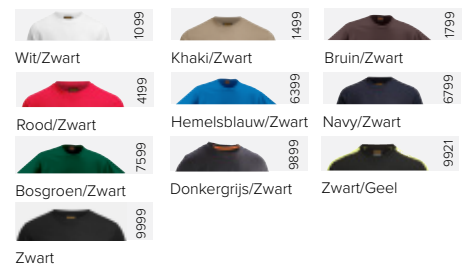 1099
1499
1799
Wit/Zwart
Khaki/Zwart
Bruin/Zwart
4199
6399
6799
Rood/Zwart
Hemelsblauw/Zwart
Navy/Zwart
7599
9899
9921
Bosgroen/Zwart
Donkergrijs/Zwart
Zwart/Geel
9999
Zwart